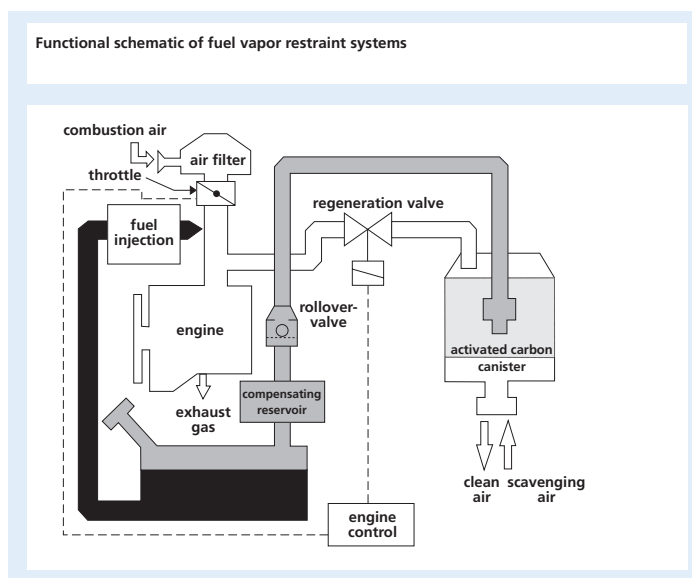 Functional schematic of fuel vapor restraint systems
combustion air
air filter
throttle
regeneration valve
fuel
injection
rollover-
valve
engine
activated carbon
canister
compensating
reservoir
exhaust
gas
clean
air
scavenging
air
engine
control